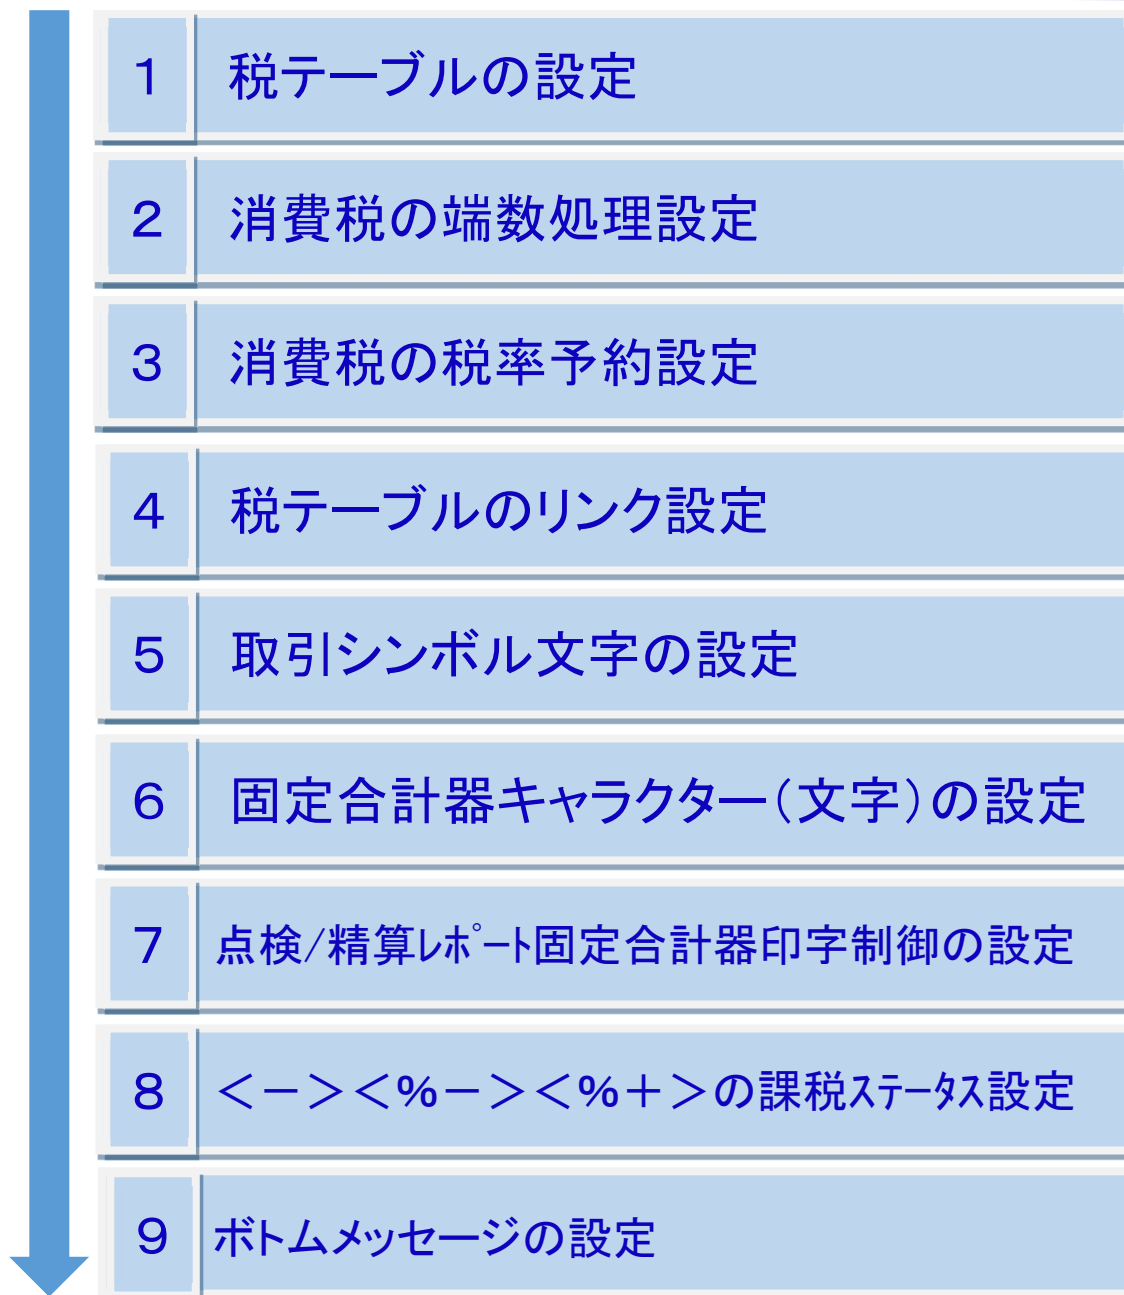 1 税テーブルの設定
2 消費税の端数処理設定
3 消費税の税率予約設定
4 税テーブルのリンク設定
5 取引シンボル文字の設定
6 固定合計器キャラクター（文字）の設定
7 点検/精算ﾚﾎﾟｰﾄ固定合計器印字制御の設定
8 ＜－＞＜%－＞＜%＋＞の課税ｽﾃｰﾀｽ設定
9 ボトムメッセージの設定